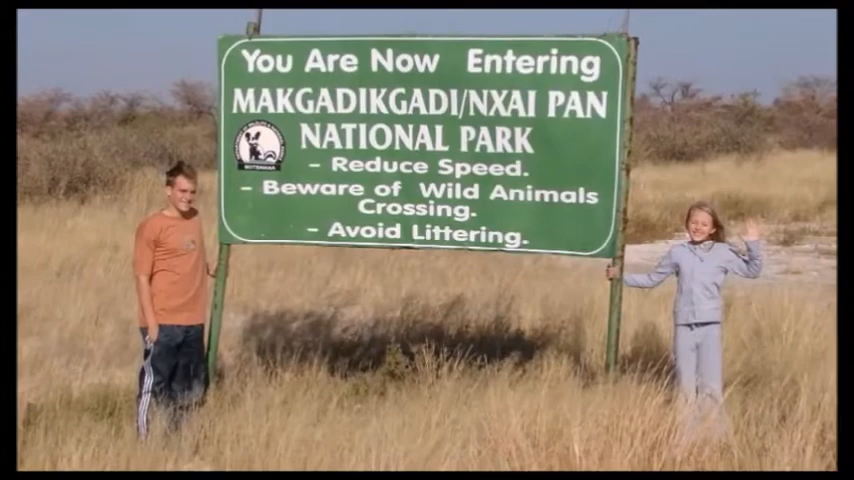 You Are Now Entering
MAKGADIKGADI/NXAI PAN
NATIONAL PARK
- Reduce Speed.
- Beware of Wild Animals
Crossing.
- Avoid Littering.